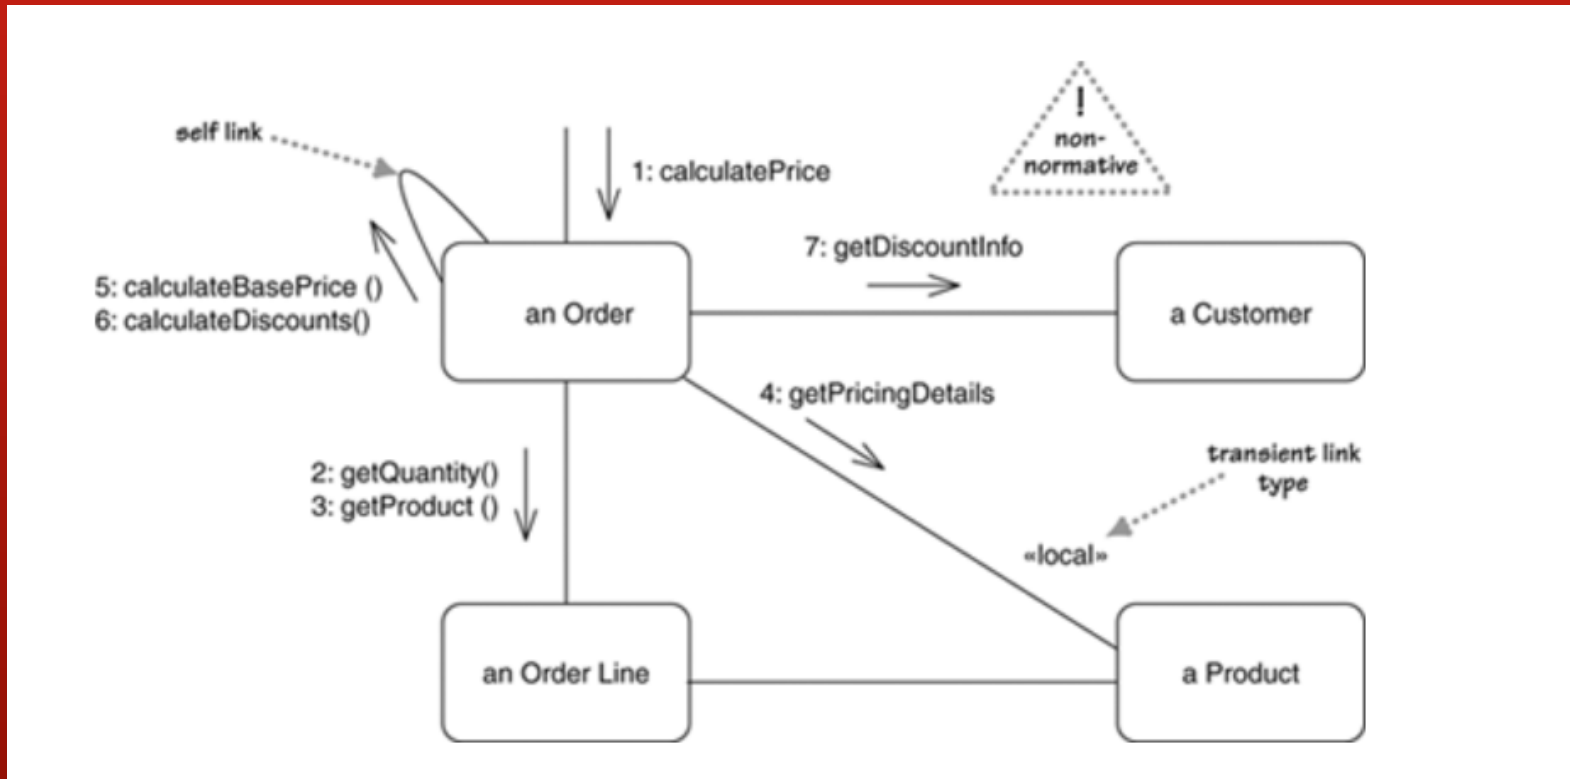 self link
1: calculatePrice
!
non-
normative
7: getDiscountInfo
5: calculateBasePrice ()
6: calculateDiscounts()
an Order
a Customer
4: getPricingDetails
2: getQuantity()
3: getProduct ()
transient link
type
«local»
an Order Line
a Product